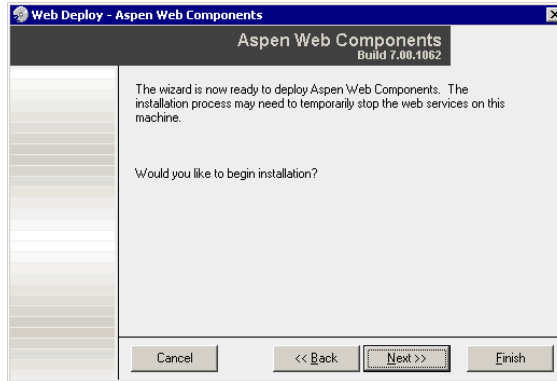 Web Deploy - Aspen Web Components
Aspen Web Components
Build 7.00.1062
The wizard is now ready to deploy Aspen Web Components. The
installation process may need to temporarily stop the web services on this
machine.
Would you like to begin installation?
Cancel
<< Back
Next >>
Finish